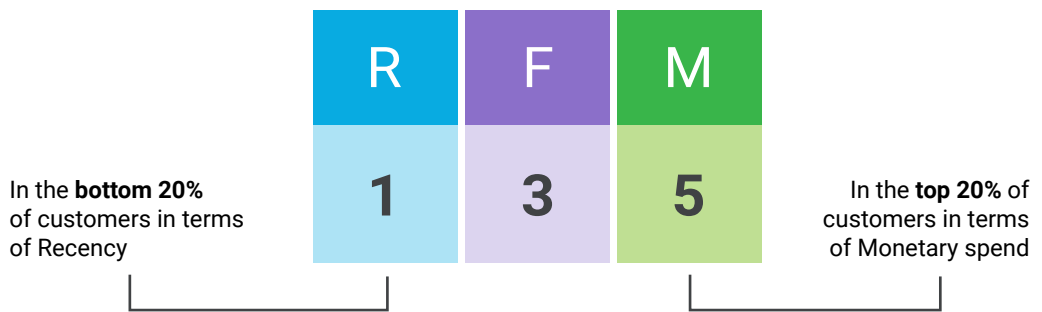 R F M
1 3 5
In the bottom 20%
of customers in terms
of Recency
In the top 20% of
customers in terms
of Monetary spend